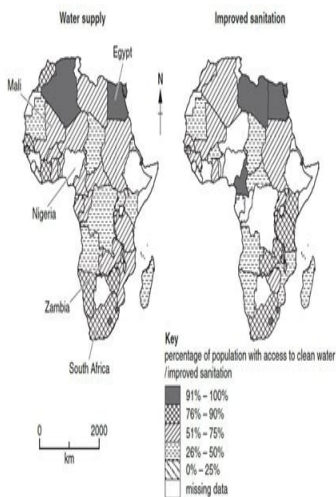 Water supply
Improved sanitation
Egypt
Mali
N
Nigeria
Zambia
South Africa
Key
percentage of population with access to clean water
/improved sanitation
91% – 100%
76% – 90%
51% – 75%
26% – 50%
0% – 25%
missing data
0 2000
km